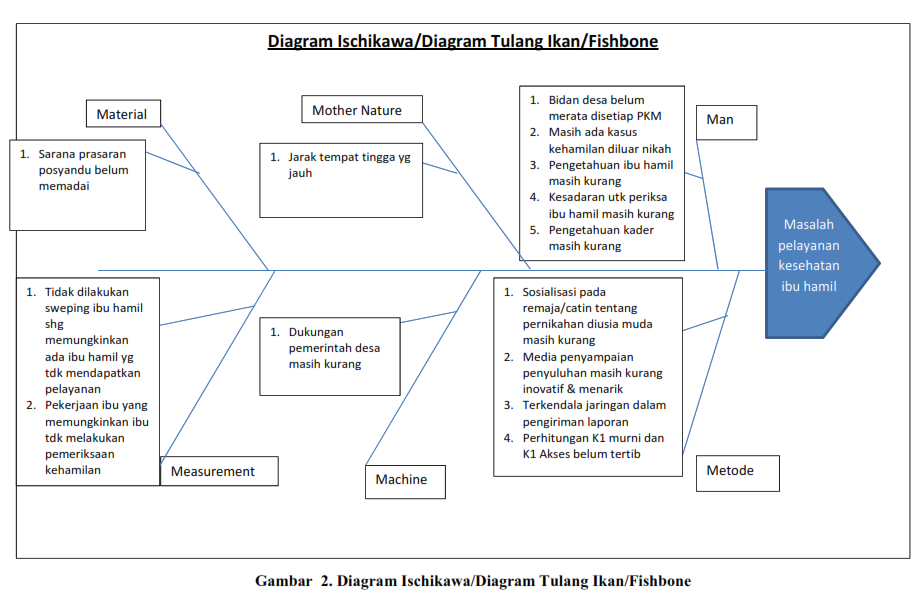 Diagram Ischikawa/Diagram Tulang Ikan/Fishbone
Material
1. Sarana prasaran
posyandu belum
memadai
Mother Nature
1. Jarak tempat tingga yg
jauh
Man
1. Bidan desa belum
merata disetiap PKM
2. Masih ada kasus
kehamilan diluar nikah
3. Pengetahuan ibu hamil
masih kurang
4. Kesadaran utk periksa
ibu hamil masih kurang
5. Pengetahuan kader
masih kurang
Masalah
pelayanan
kesehatan
ibu hamil
1. Tidak dilakukan
sweping ibu hamil
shg
memungkinkan
ada ibu hamil yg
tdk mendapatkan
pelayanan
2. Pekerjaan ibu yang
memungkinkan ibu
tdk melakukan
pemeriksaan
kehamilan
Measurement
1. Dukungan
pemerintah desa
masih kurang
Machine
1. Sosialisasi pada
remaja/catin tentang
pernikahan diusia muda
masih kurang
2. Media penyampaian
penyuluhan masih kurang
inovatif & menarik
3. Terkendala jaringan dalam
pengiriman laporan
4. Perhitungan K1 murni dan
K1 Akses belum tertib
Metode
Gambar 2. Diagram Ischikawa/Diagram Tulang Ikan/Fishbone